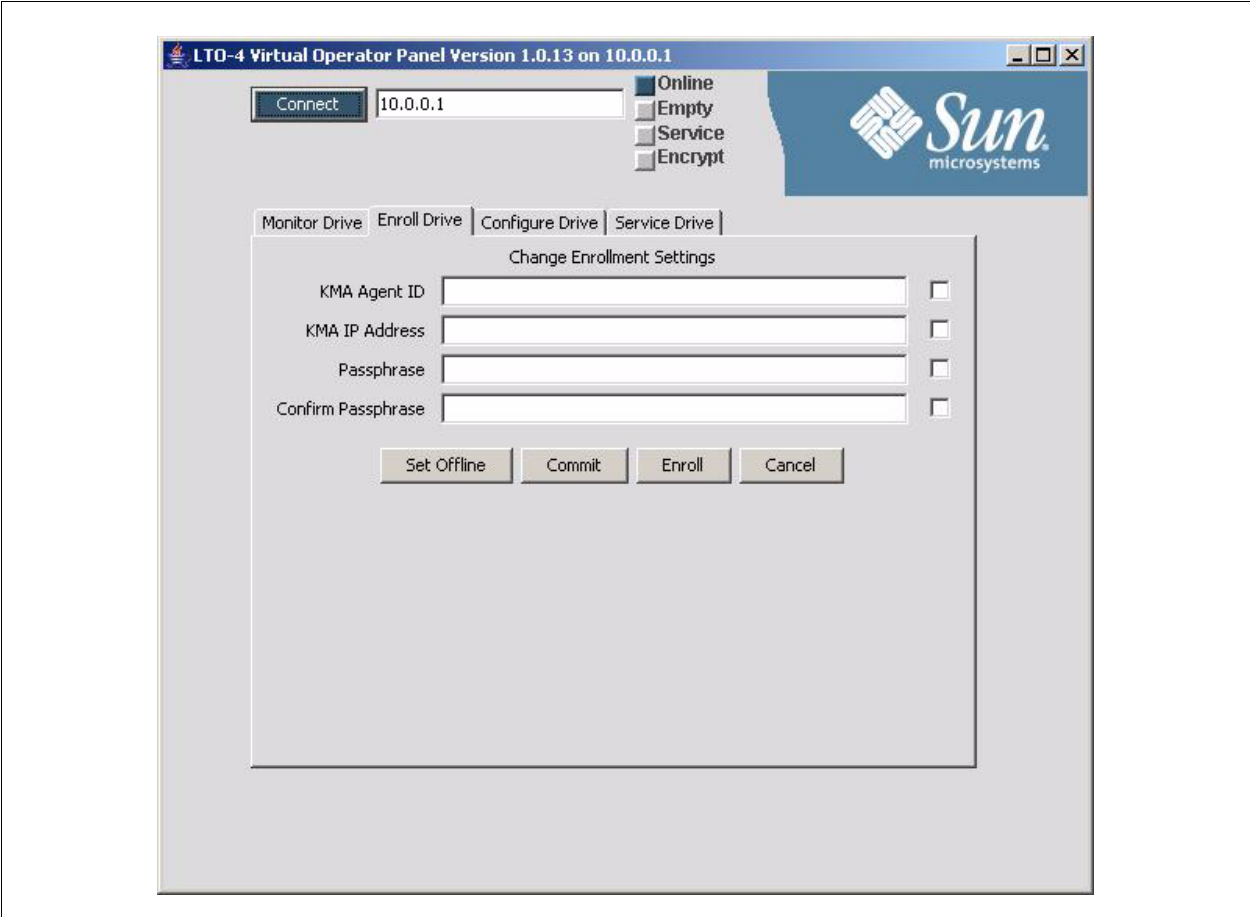 LTO-4 Virtual Operator Panel Version 1.0.13 on 10.0.0.1
Connect 10.0.0.1
Online
Empty
Service
Encrypt
Sun.
microsystems
Monitor Drive Enroll Drive Configure Drive Service Drive
Change Enrollment Settings
KMA Agent ID
KMA IP Address
Passphrase
Confirm Passphrase
Set Offline Commit Enroll Cancel